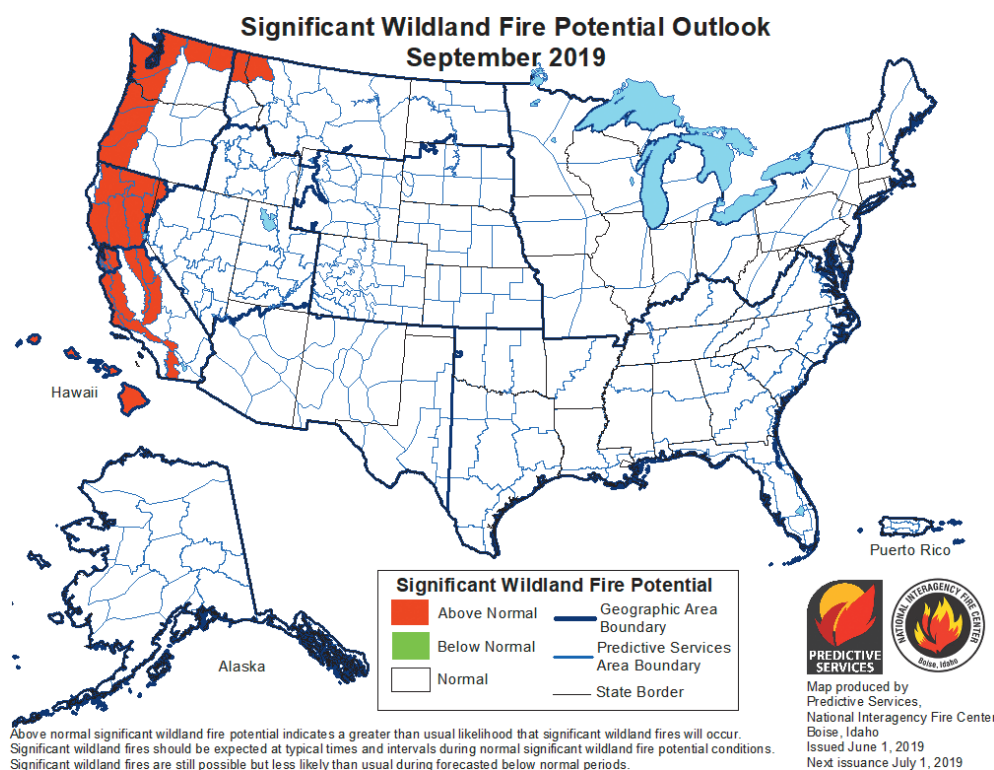 Significant Wildland Fire Potential Outlook
September 2019
Hawaii
Alaska
Puerto Rico
Significant Wildland Fire Potential
Above Normal
Below Normal
Normal
Geographic Area
Boundary
Predictive Services
Area Boundary
State Border
PREDICTIVE
SERVICES
NATIONAL INTERAGENCY FIRE CENTER
Boise, Idaho
Map produced by
Predictive Services,
National Interagency Fire Center
Boise, Idaho
Issued June 1, 2019
Next issuance July 1, 2019
Above normal significant wildland fire potential indicates a greater than usual likelihood that significant wildland fires will occur.
Significant wildland fires should be expected at typical times and intervals during normal significant wildland fire potential conditions.
Significant wildland fires are still possible but less likely than usual during forecasted below normal periods.